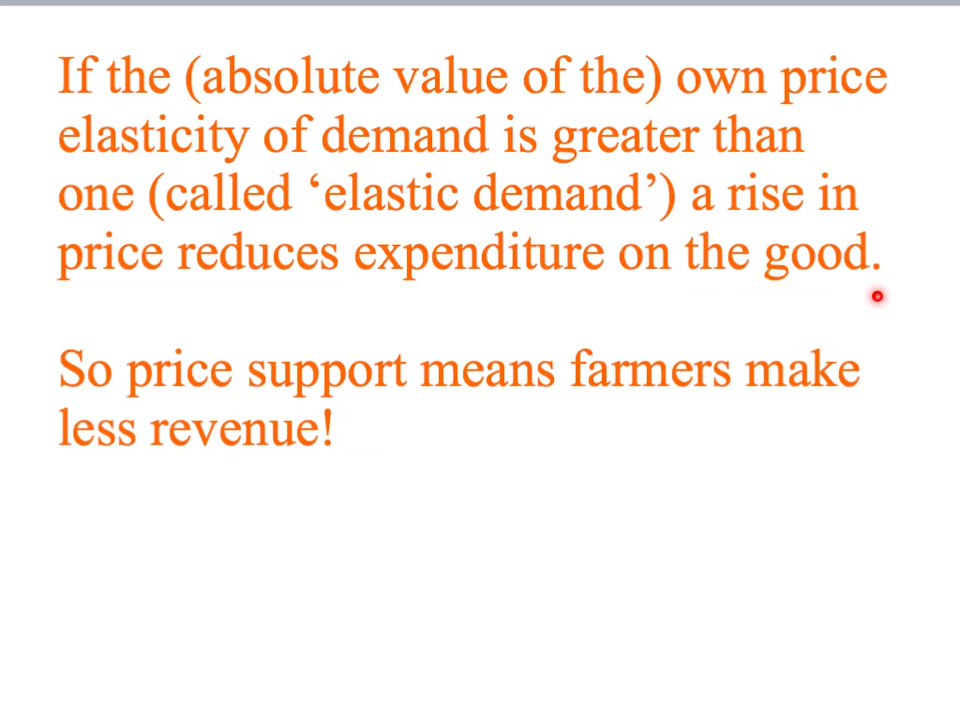 If the (absolute value of the) own price
elasticity of demand is greater than
one (called ‘elastic demand’) a rise in
price reduces expenditure on the good.
So price support means farmers make
less revenue!